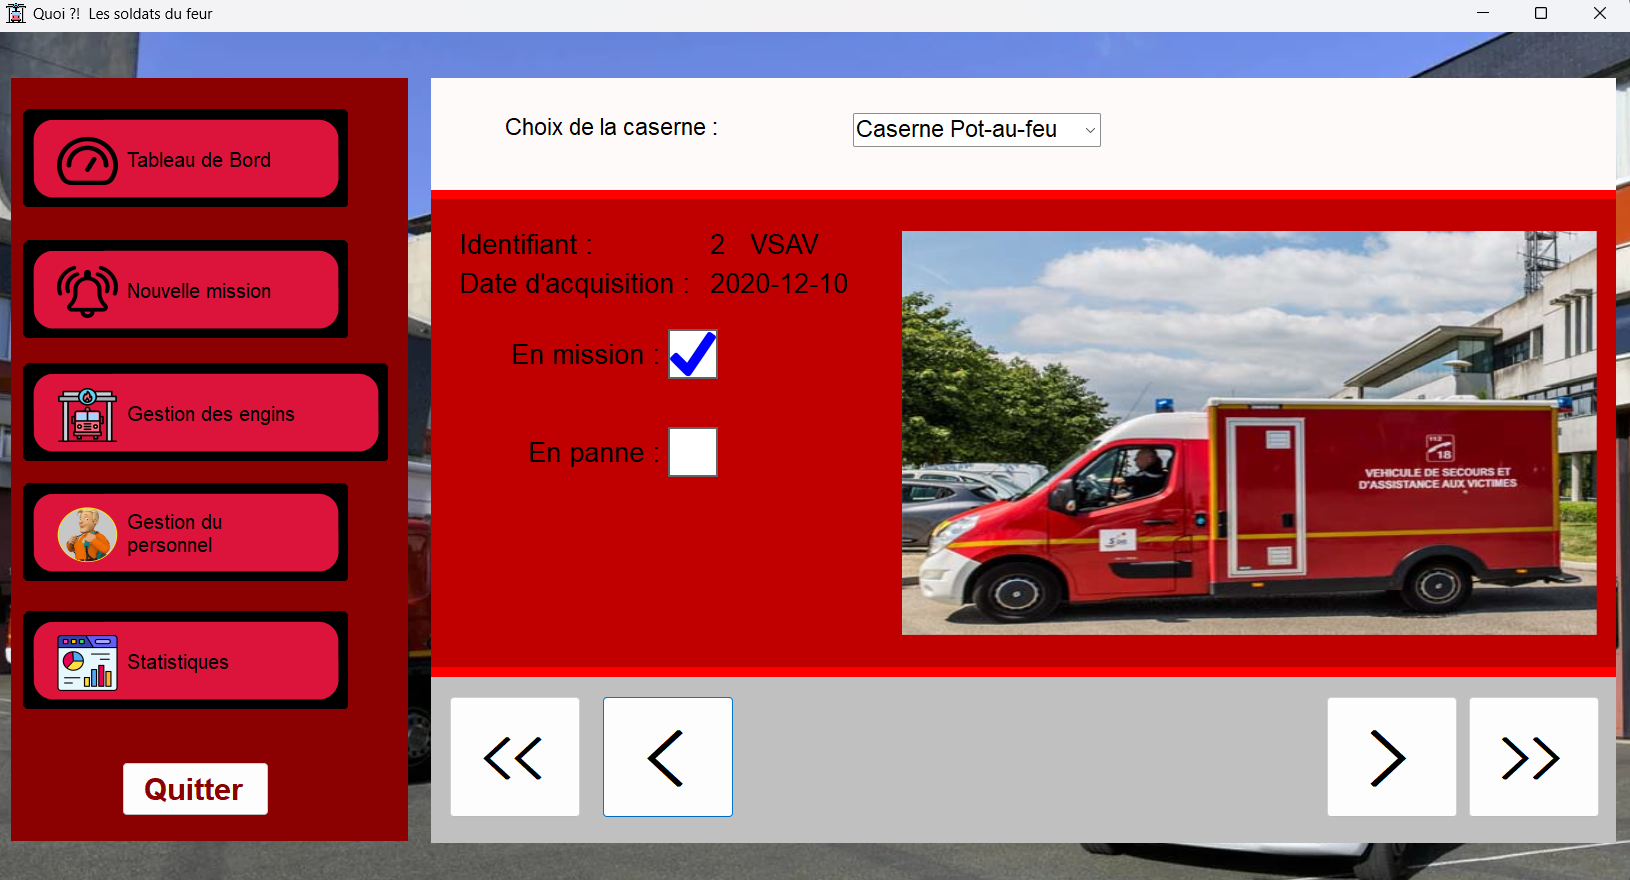 Quoi ?!  Les soldats du feur
Tableau de Bord
Nouvelle mission
Gestion des engins
Gestion du
personnel
Statistiques
Quitter
Choix de la caserne :
Caserne Pot-au-feu
Identifiant : 2 VSAV
Date d'acquisition : 2020-12-10
En mission :
En panne :
112
18
VEHICULE DE SECOURS ET
D'ASSISTANCE AUX VICTIMES
<<
<
>
>>